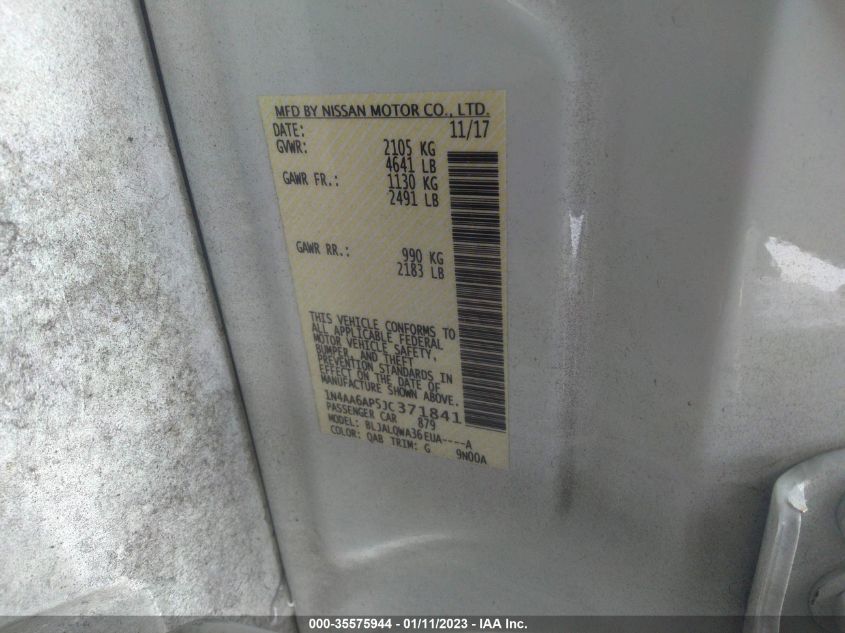 MFD BY NISSAN MOTOR CO., LTD.
DATE: 11/17
GVWR: 2105 KG
4641 LB
GAWR FR.: 1130 KG
2491 LB
GAWR RR.: 990 KG
2183 LB
THIS VEHICLE CONFORMS TO
ALL APPLICABLE FEDERAL
MOTOR VEHICLE SAFETY,
BUMPER, AND THEFT
PREVENTION STANDARDS IN
EFFECT ON THE DATE OF
MANUFACTURE SHOWN ABOVE.
1N4AA6AP5JC371841
PASSENGER CAR 879
MODEL: BLJALQWA36EUA----A
COLOR: QAB TRIM: G 9N00A
000-35575944 - 01/11/2023 - IAA Inc.